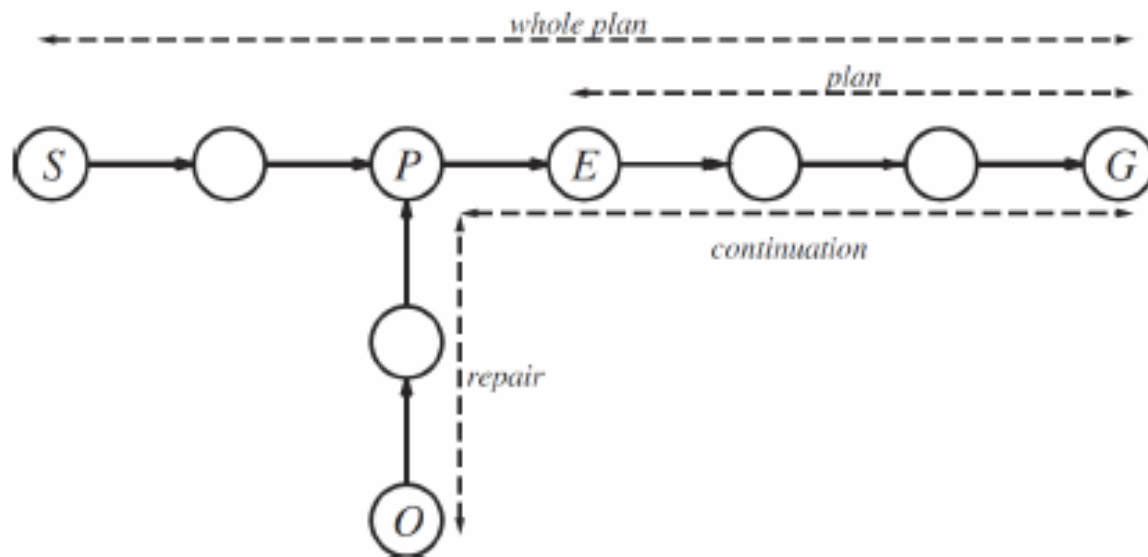 whole plan
plan
S P E G
continuation
repair
O